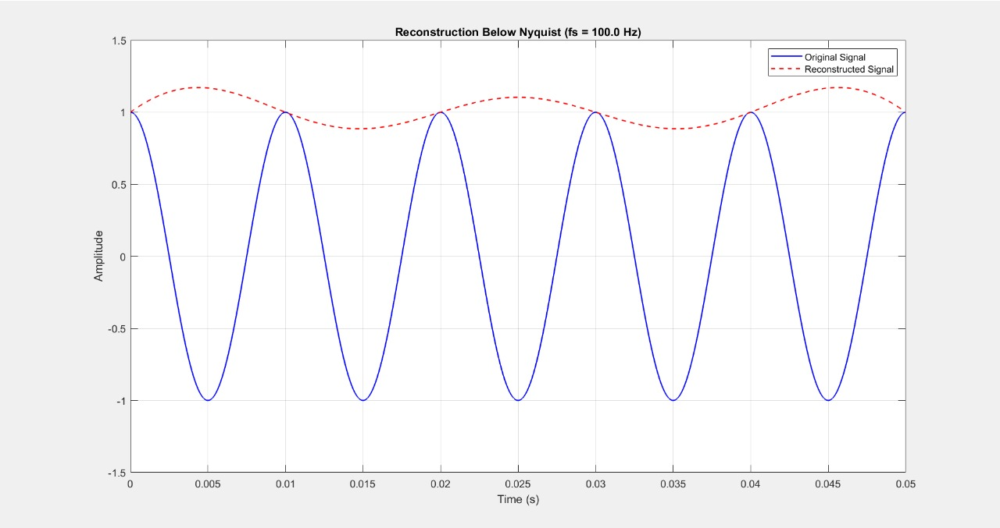 Reconstruction Below Nyquist (fs = 100.0 Hz)
Original Signal
Reconstructed Signal
1.5
1
0.5
0
-0.5
-1
-1.5
Amplitude
0 0.005 0.01 0.015 0.02 0.025 0.03 0.035 0.04 0.045 0.05
Time (s)